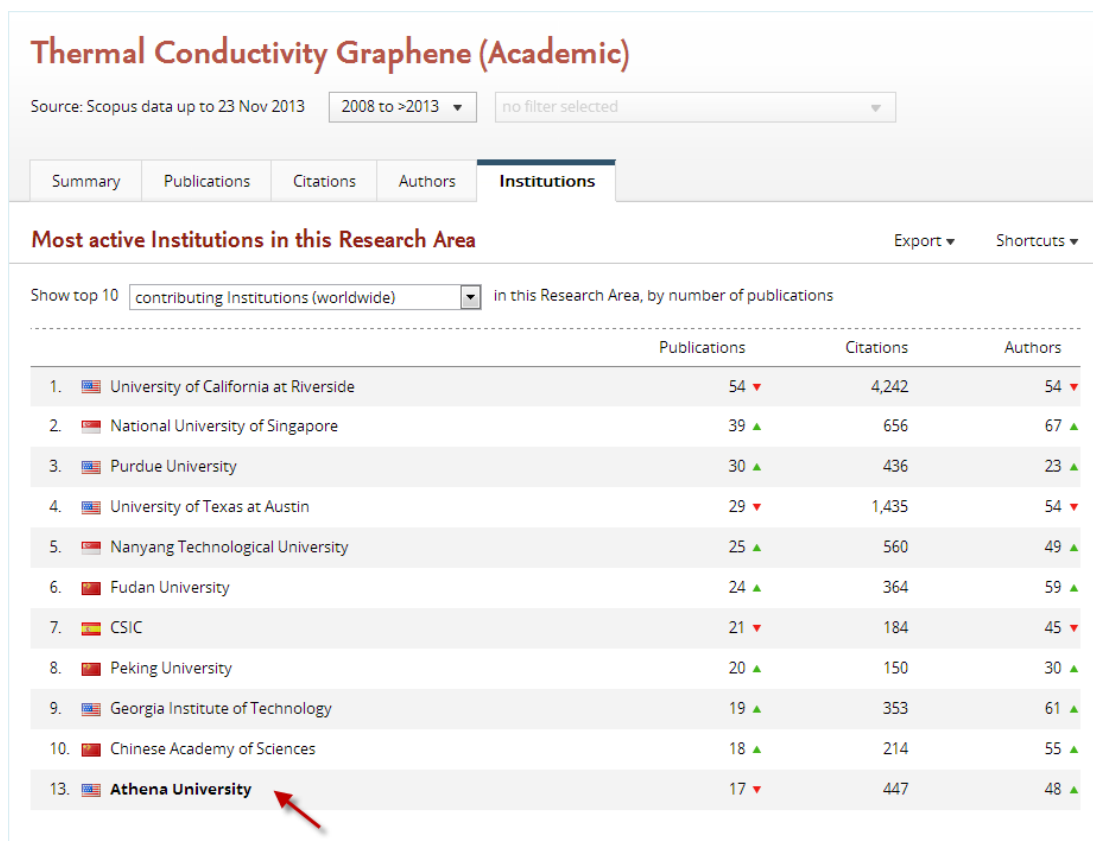 Thermal Conductivity Graphene (Academic)
Source: Scopus data up to 23 Nov 2013 2008 to >2013 no filter selected
Summary Publications Citations Authors Institutions
Most active Institutions in this Research Area Export Shortcuts
Show top 10 contributing Institutions (worldwide) in this Research Area, by number of publications
Publications Citations Authors
1. University of California at Riverside 54 4,242 54
2. National University of Singapore 39 656 67
3. Purdue University 30 436 23
4. University of Texas at Austin 29 1,435 54
5. Nanyang Technological University 25 560 49
6. Fudan University 24 364 59
7. CSIC 21 184 45
8. Peking University 20 150 30
9. Georgia Institute of Technology 19 353 61
10. Chinese Academy of Sciences 18 214 55
13. Athena University 17 447 48